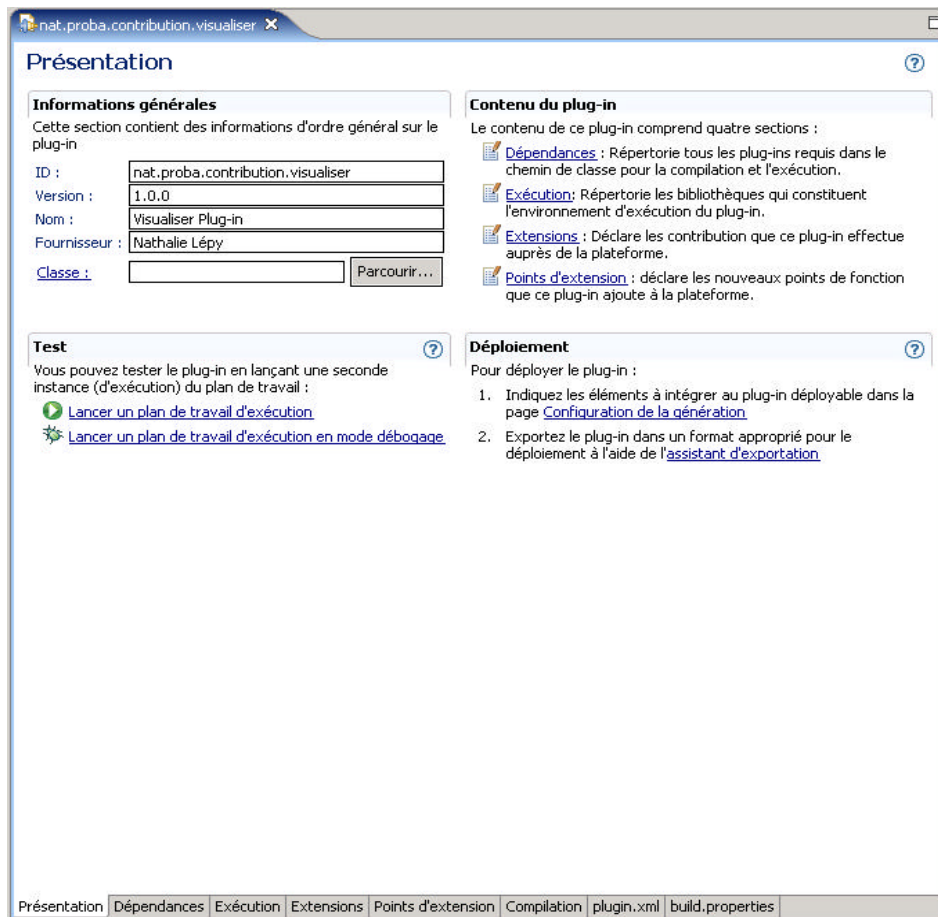 nat.proba.contribution.visualiser
Présentation
Informations générales
Cette section contient des informations d'ordre général sur le
plug-in
ID : nat.proba.contribution.visualiser
Version : 1.0.0
Nom : Visualiser Plug-in
Fournisseur : Nathalie Lépy
Classe : Parcourir...
Contenu du plug-in
Le contenu de ce plug-in comprend quatre sections :
Dépendances : Répertorie tous les plug-ins requis dans le
chemin de classe pour la compilation et l'exécution.
Exécution: Répertorie les bibliothèques qui constituent
l'environnement d'exécution du plug-in.
Extensions : Déclare les contribution que ce plug-in effectue
auprès de la plateforme.
Points d'extension : déclare les nouveaux points de fonction
que ce plug-in ajoute à la plateforme.
Test
Vous pouvez tester le plug-in en lançant une seconde
instance (d'exécution) du plan de travail :
Lancer un plan de travail d'exécution
Lancer un plan de travail d'exécution en mode débogage
Déploiement
Pour déployer le plug-in :
1. Indiquez les éléments à intégrer au plug-in déployable dans la
page Configuration de la génération
2. Exportez le plug-in dans un format approprié pour le
déploiement à l'aide de l'assistant d'exportation
Présentation Dépendances Exécution Extensions Points d'extension Compilation plugin.xml build.properties